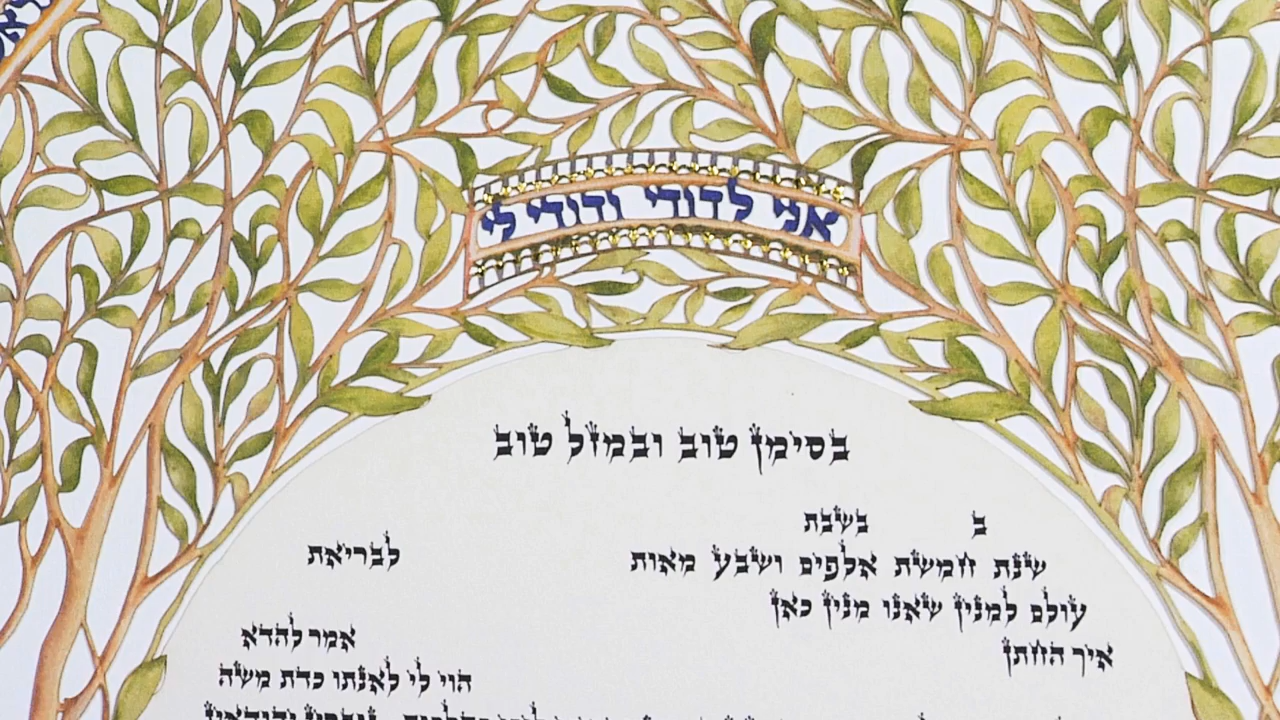 אני לדודי ודודי לי
בסימן טוב ובמזל טוב
ב בשבת
שנת חמשת אלפים ושבע מאות לבריאת
עולם למנין שאנו מנין כאן
איך החתן אמר להדא
הוי לי לאנתו כדת משה